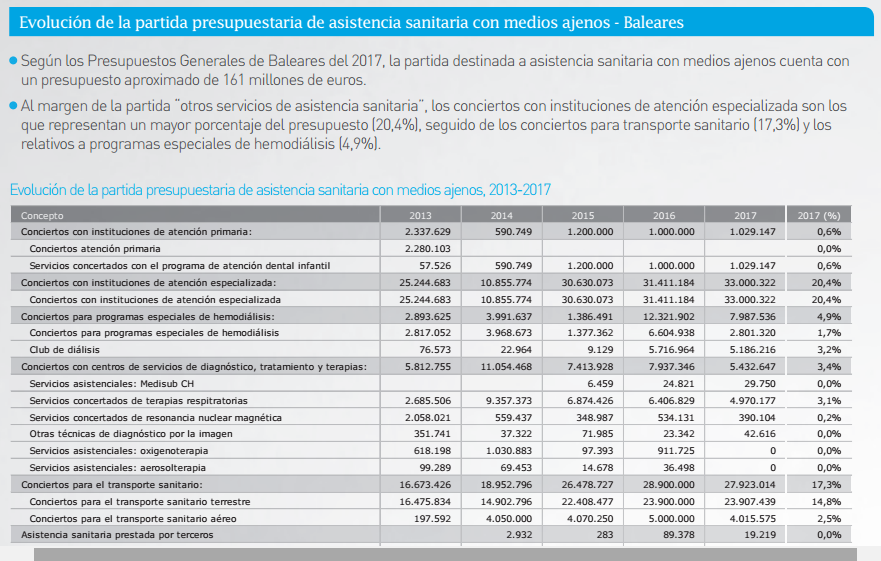 Evolución de la partida presupuestaria de asistencia sanitaria con medios ajenos - Baleares
Según los Presupuestos Generales de Baleares del 2017, la partida destinada a asistencia sanitaria con medios ajenos cuenta con
un presupuesto aproximado de 161 millones de euros.
Al margen de la partida "otros servicios de asistencia sanitaria", los conciertos con instituciones de atención especializada son los
que representan un mayor porcentaje del presupuesto (20,4%), seguido de los conciertos para transporte sanitario (17,3%) y los
relativos a programas especiales de hemodiálisis (4,9%).
Evolución de la partida presupuestaria de asistencia sanitaria con medios ajenos, 2013-2017
Concepto 2013 2014 2015 2016 2017 2017 (%)
Conciertos con instituciones de atención primaria: 2.337.629 590.749 1.200.000 1.000.000 1.029.147 0,6%
Conciertos atención primaria 2.280.103 0,0%
Servicios concertados con el programa de atención dental infantil 57.526 590.749 1.200.000 1.000.000 1.029.147 0,6%
Conciertos con instituciones de atención especializada: 25.244.683 10.855.774 30.630.073 31.411.184 33.000.322 20,4%
Conciertos con instituciones de atención especializada 25.244.683 10.855.774 30.630.073 31.411.184 33.000.322 20,4%
Conciertos para programas especiales de hemodiálisis: 2.893.625 3.991.637 1.386.491 12.321.902 7.987.536 4,9%
Conciertos para programas especiales de hemodiálisis 2.817.052 3.968.673 1.377.362 6.604.938 2.801.320 1,7%
Club de diálisis 76.573 22.964 9.129 5.716.964 5.186.216 3,2%
Conciertos con centros de servicios de diagnóstico, tratamiento y terapias: 5.812.755 11.054.468 7.413.928 7.937.346 5.432.647 3,4%
Servicios asistenciales: Medisub CH 6.459 24.821 29.750 0,0%
Servicios concertados de terapias respitratorias 2.685.506 9.357.373 6.874.426 6.406.829 4.970.177 3,1%
Servicios concertados de resonancia nuclear magnética 2.058.021 559.437 348.987 534.131 390.104 0,2%
Otras técnicas de diagnóstico por la imagen 351.741 37.322 71.985 23.342 42.616 0,0%
Servicios asistenciales: oxigenoterapia 618.198 1.030.883 97.393 911.725 0 0,0%
Servicios asistenciales: aerosolterapia 99.289 69.453 14.678 36.498 0 0,0%
Conciertos para el transporte sanitario: 16.673.426 18.952.796 26.478.727 28.900.000 27.923.014 17,3%
Conciertos para el transporte sanitario terrestre 16.475.834 14.902.796 22.408.477 23.900.000 23.907.439 14,8%
Conciertos para el transporte sanitario aéreo 197.592 4.050.000 4.070.250 5.000.000 4.015.575 2,5%
Asistencia sanitaria prestada por terceros 2.932 283 89.378 19.219 0,0%